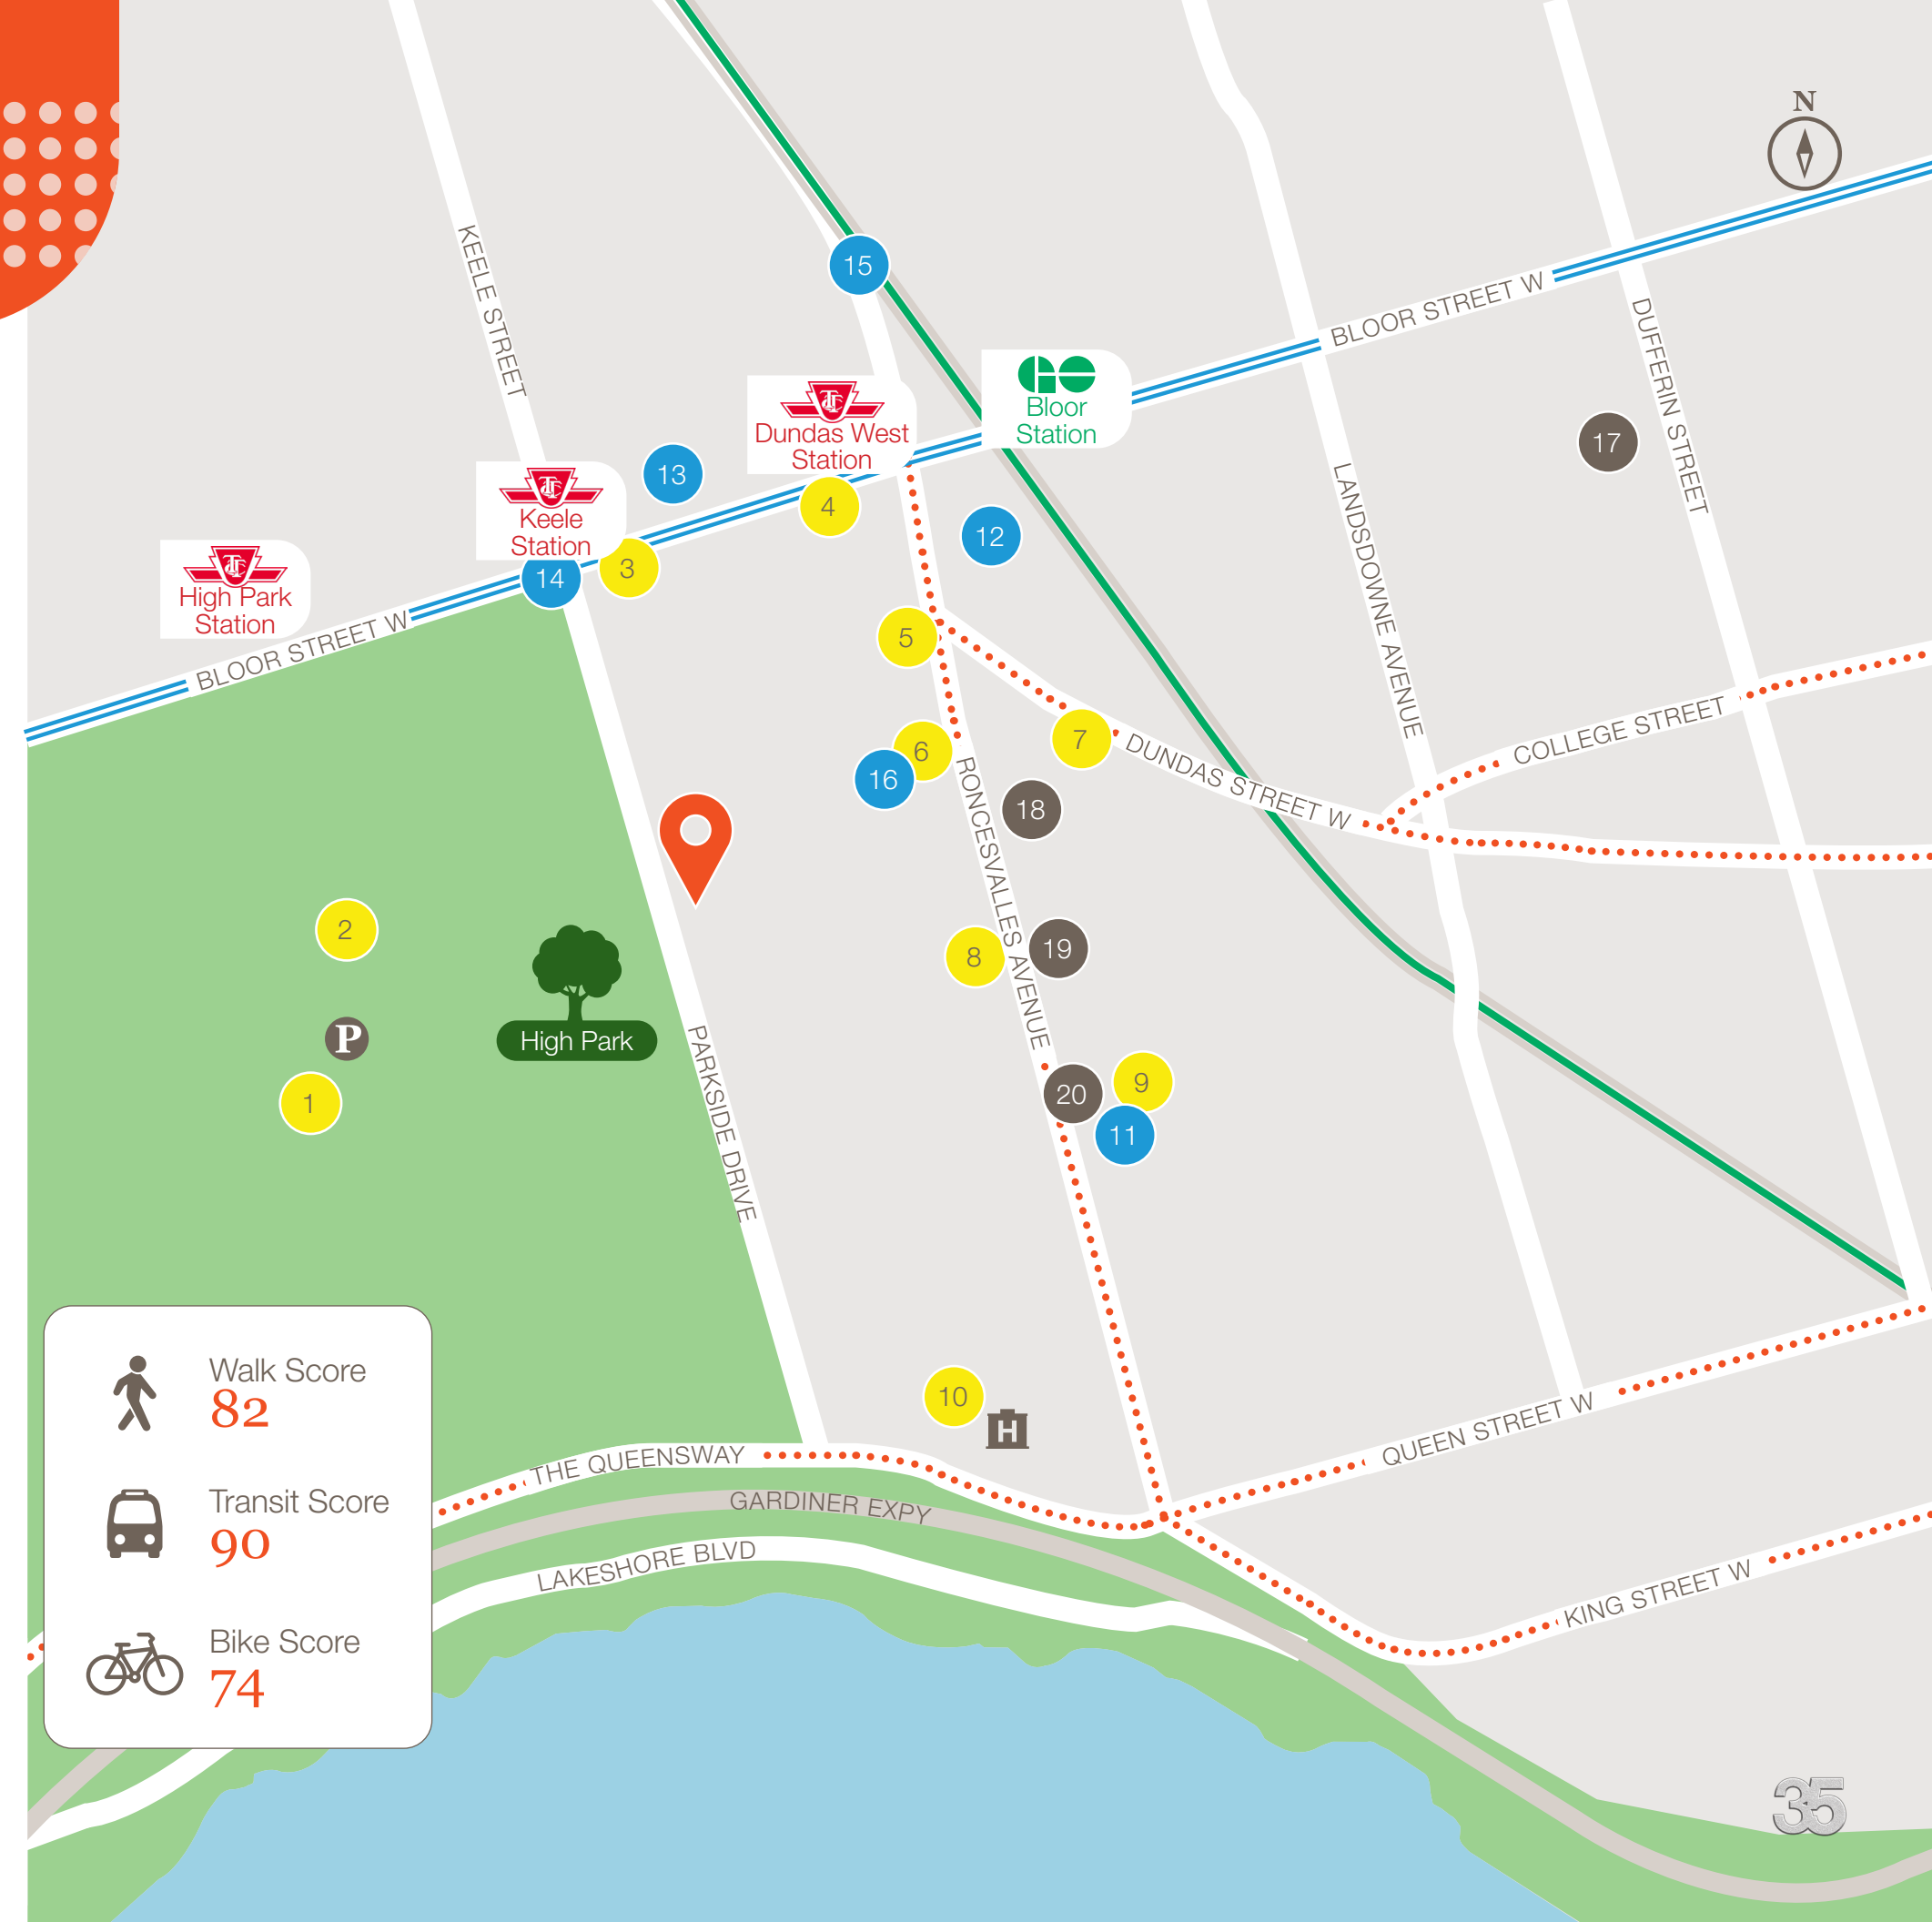 N
KEELE STREET
15
BLOOR STREET W
DUFFERIN STREET
Bloor
Station
TTC
Dundas West
Station
17
13
TTC
Keele
Station
4
LANDSDOWNE AVENUE
12
TTC
High Park
Station
14
3
BLOOR STREET W
5
COLLEGE STREET
6
7
DUNDAS STREET W
16
RONCESVALLES AVENUE
18
2
8
19
P
High Park
PARKSIDE DRIVE
1
20
9
11
10
H
Walk Score
82
THE QUEENSWAY
QUEEN STREET W
GARDINER EXPY
Transit Score
90
LAKESHORE BLVD
KING STREET W
Bike Score
74
35